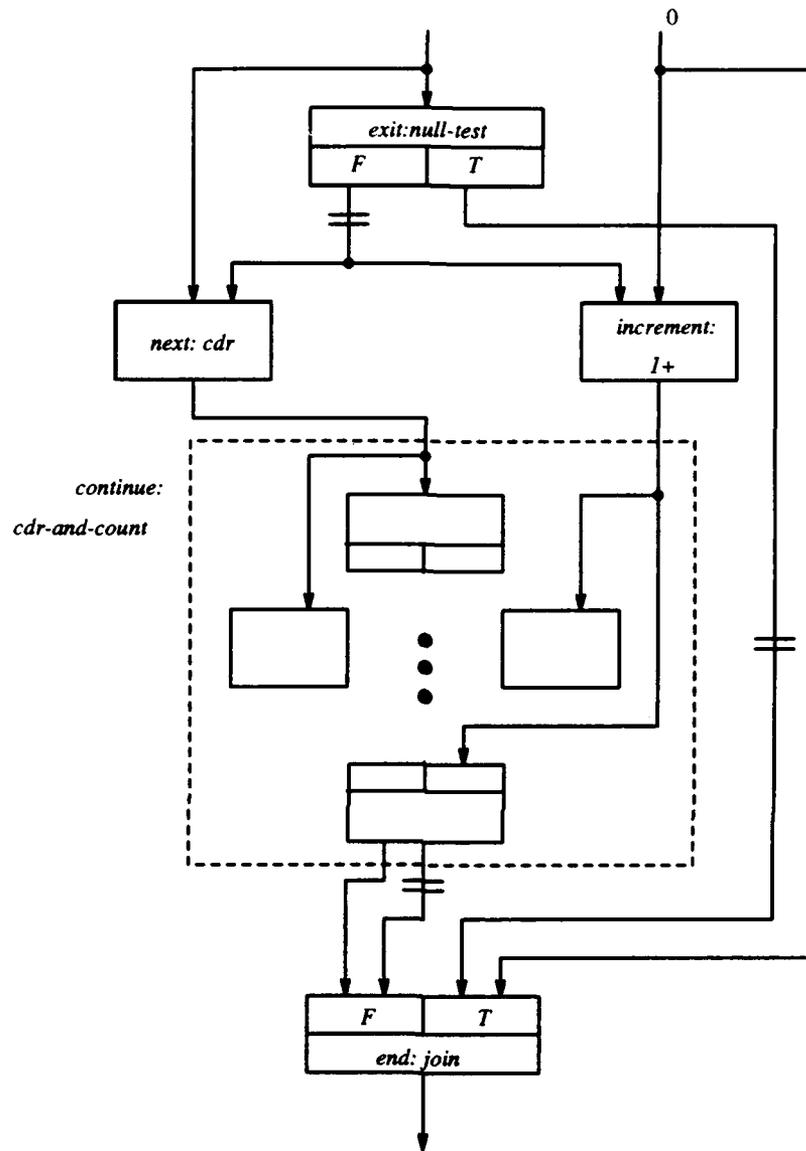 0
exit:null-test
F T
next: cdr
increment:
1+
continue:
cdr-and-count
F T
end: join